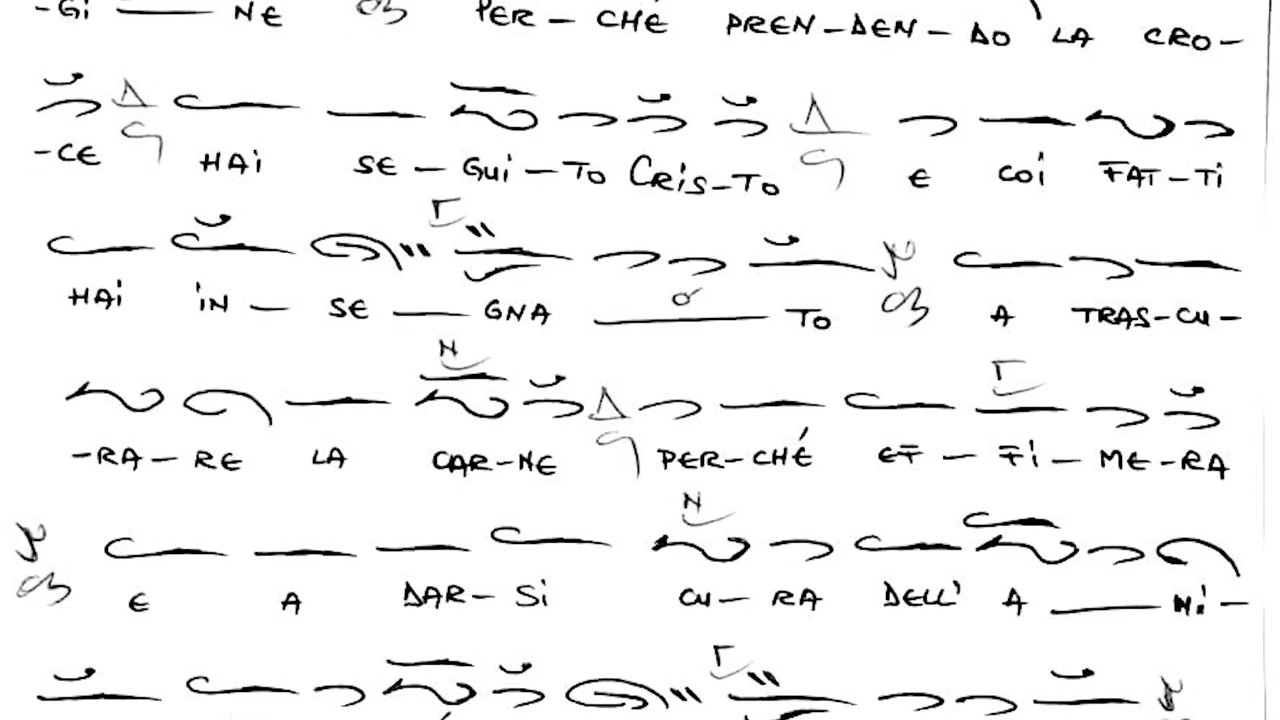 -Gi — NE PER - CHÉ PREN - DEN - DO LA CRO -
-CE HAi SE - GUi - TO CRiS - TO E COi FAT - Ti
HAi iN - SE - GNA — TO A TRAS - CU -
-RA - RE LA CAR - NE PER - CHÉ EF - Fi - ME - RA
E A DAR - Si CU - RA DELL' A — Ni -